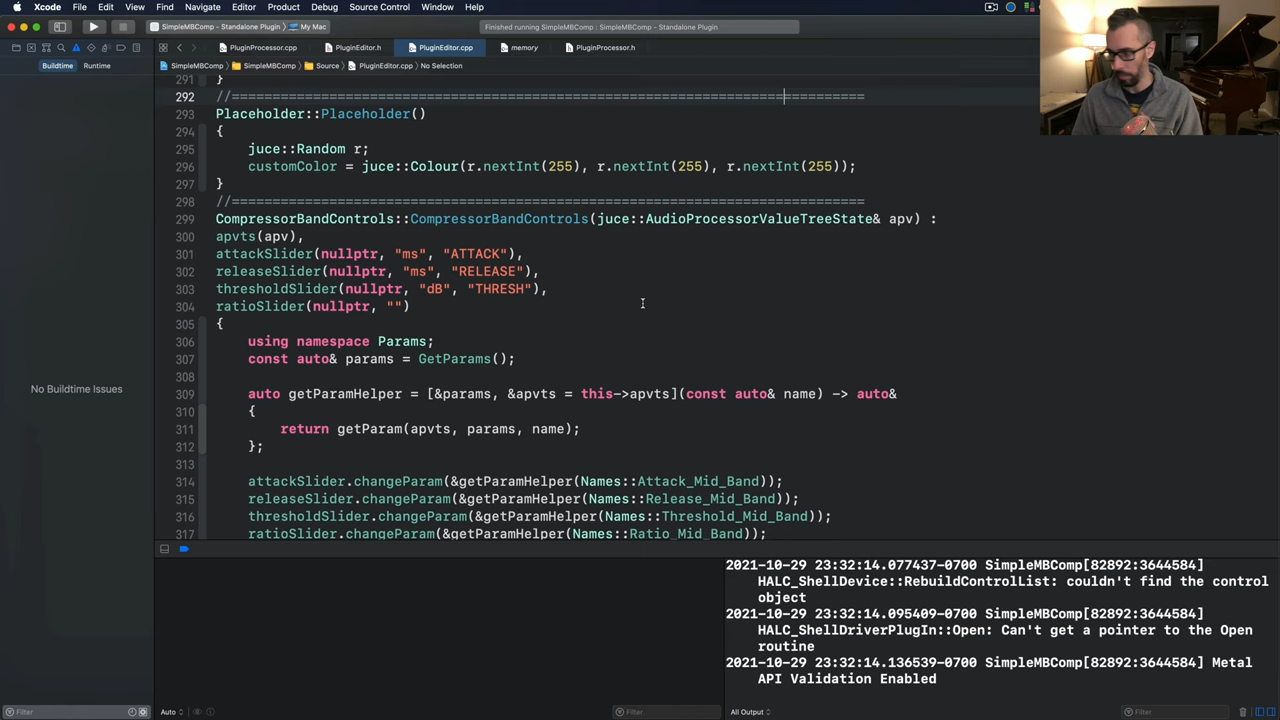 Xcode File Edit View Find Navigate Editor Product Debug Source Control Window Help
SimpleMBComp - Standalone Plugin My Mac Finished running SimpleMBComp : SimpleMBComp - Standalone Plugin
PluginProcessor.cpp PluginEditor.h PluginEditor.cpp memory PluginProcessor.h
Buildtime Runtime SimpleMBComp SimpleMBComp Source PluginEditor.cpp No Selection
291 }
292 //==============================================================================
293 Placeholder::Placeholder()
294 {
295 juce::Random r;
296 customColor = juce::Colour(r.nextInt(255), r.nextInt(255), r.nextInt(255));
297 }
298 //==============================================================================
299 CompressorBandControls::CompressorBandControls(juce::AudioProcessorValueTreeState& apv) :
300 apvts(apv),
301 attackSlider(nullptr, "ms", "ATTACK"),
302 releaseSlider(nullptr, "ms", "RELEASE"),
303 thresholdSlider(nullptr, "dB", "THRESH"),
304 ratioSlider(nullptr, "")
305 {
306 using namespace Params;
307 const auto& params = GetParams();
308
309 auto getParamHelper = [&params, &apvts = this->apvts](const auto& name) -> auto&
310 {
311 return getParam(apvts, params, name);
312 };
313
314 attackSlider.changeParam(&getParamHelper(Names::Attack_Mid_Band));
315 releaseSlider.changeParam(&getParamHelper(Names::Release_Mid_Band));
316 thresholdSlider.changeParam(&getParamHelper(Names::Threshold_Mid_Band));
317 ratioSlider.changeParam(&getParamHelper(Names::Ratio_Mid_Band));
No Buildtime Issues
2021-10-29 23:32:14.077437-0700 SimpleMBComp[82892:3644584]
HALC_ShellDevice::RebuildControlList: couldn't find the control
object
2021-10-29 23:32:14.095409-0700 SimpleMBComp[82892:3644584]
HALC_ShellDriverPlugIn::Open: Can't get a pointer to the Open
routine
2021-10-29 23:32:14.136539-0700 SimpleMBComp[82892:3644584] Metal
API Validation Enabled
Filter Auto Filter All Output Filter